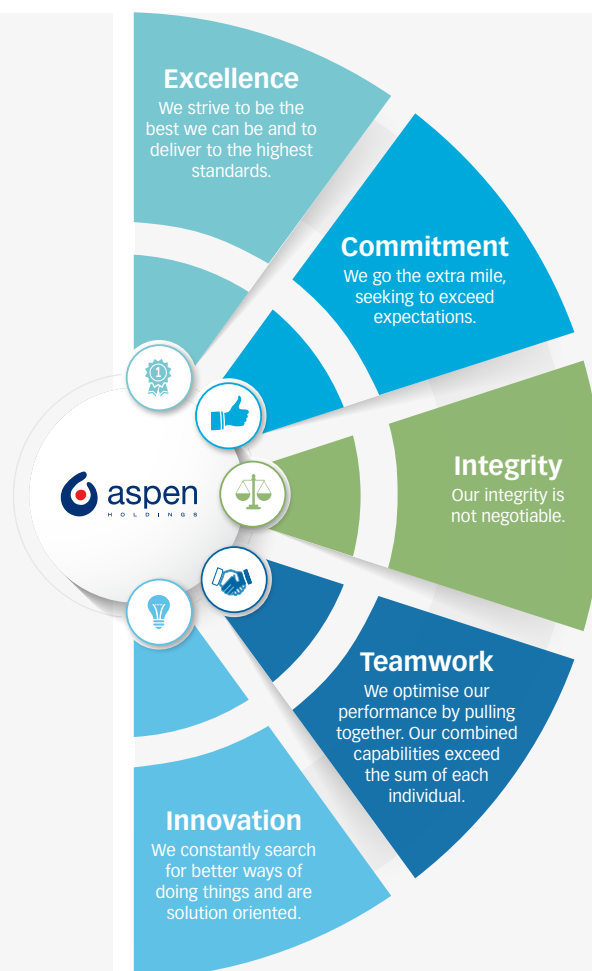 Excellence
We strive to be the
best we can be and to
deliver to the highest
standards.
Commitment
We go the extra mile,
seeking to exceed
expectations.
1
aspen
HOLDINGS
Integrity
Our integrity is
not negotiable.
Teamwork
We optimise our
performance by pulling
together. Our combined
capabilities exceed
the sum of each
individual.
Innovation
We constantly search
for better ways of
doing things and are
solution oriented.